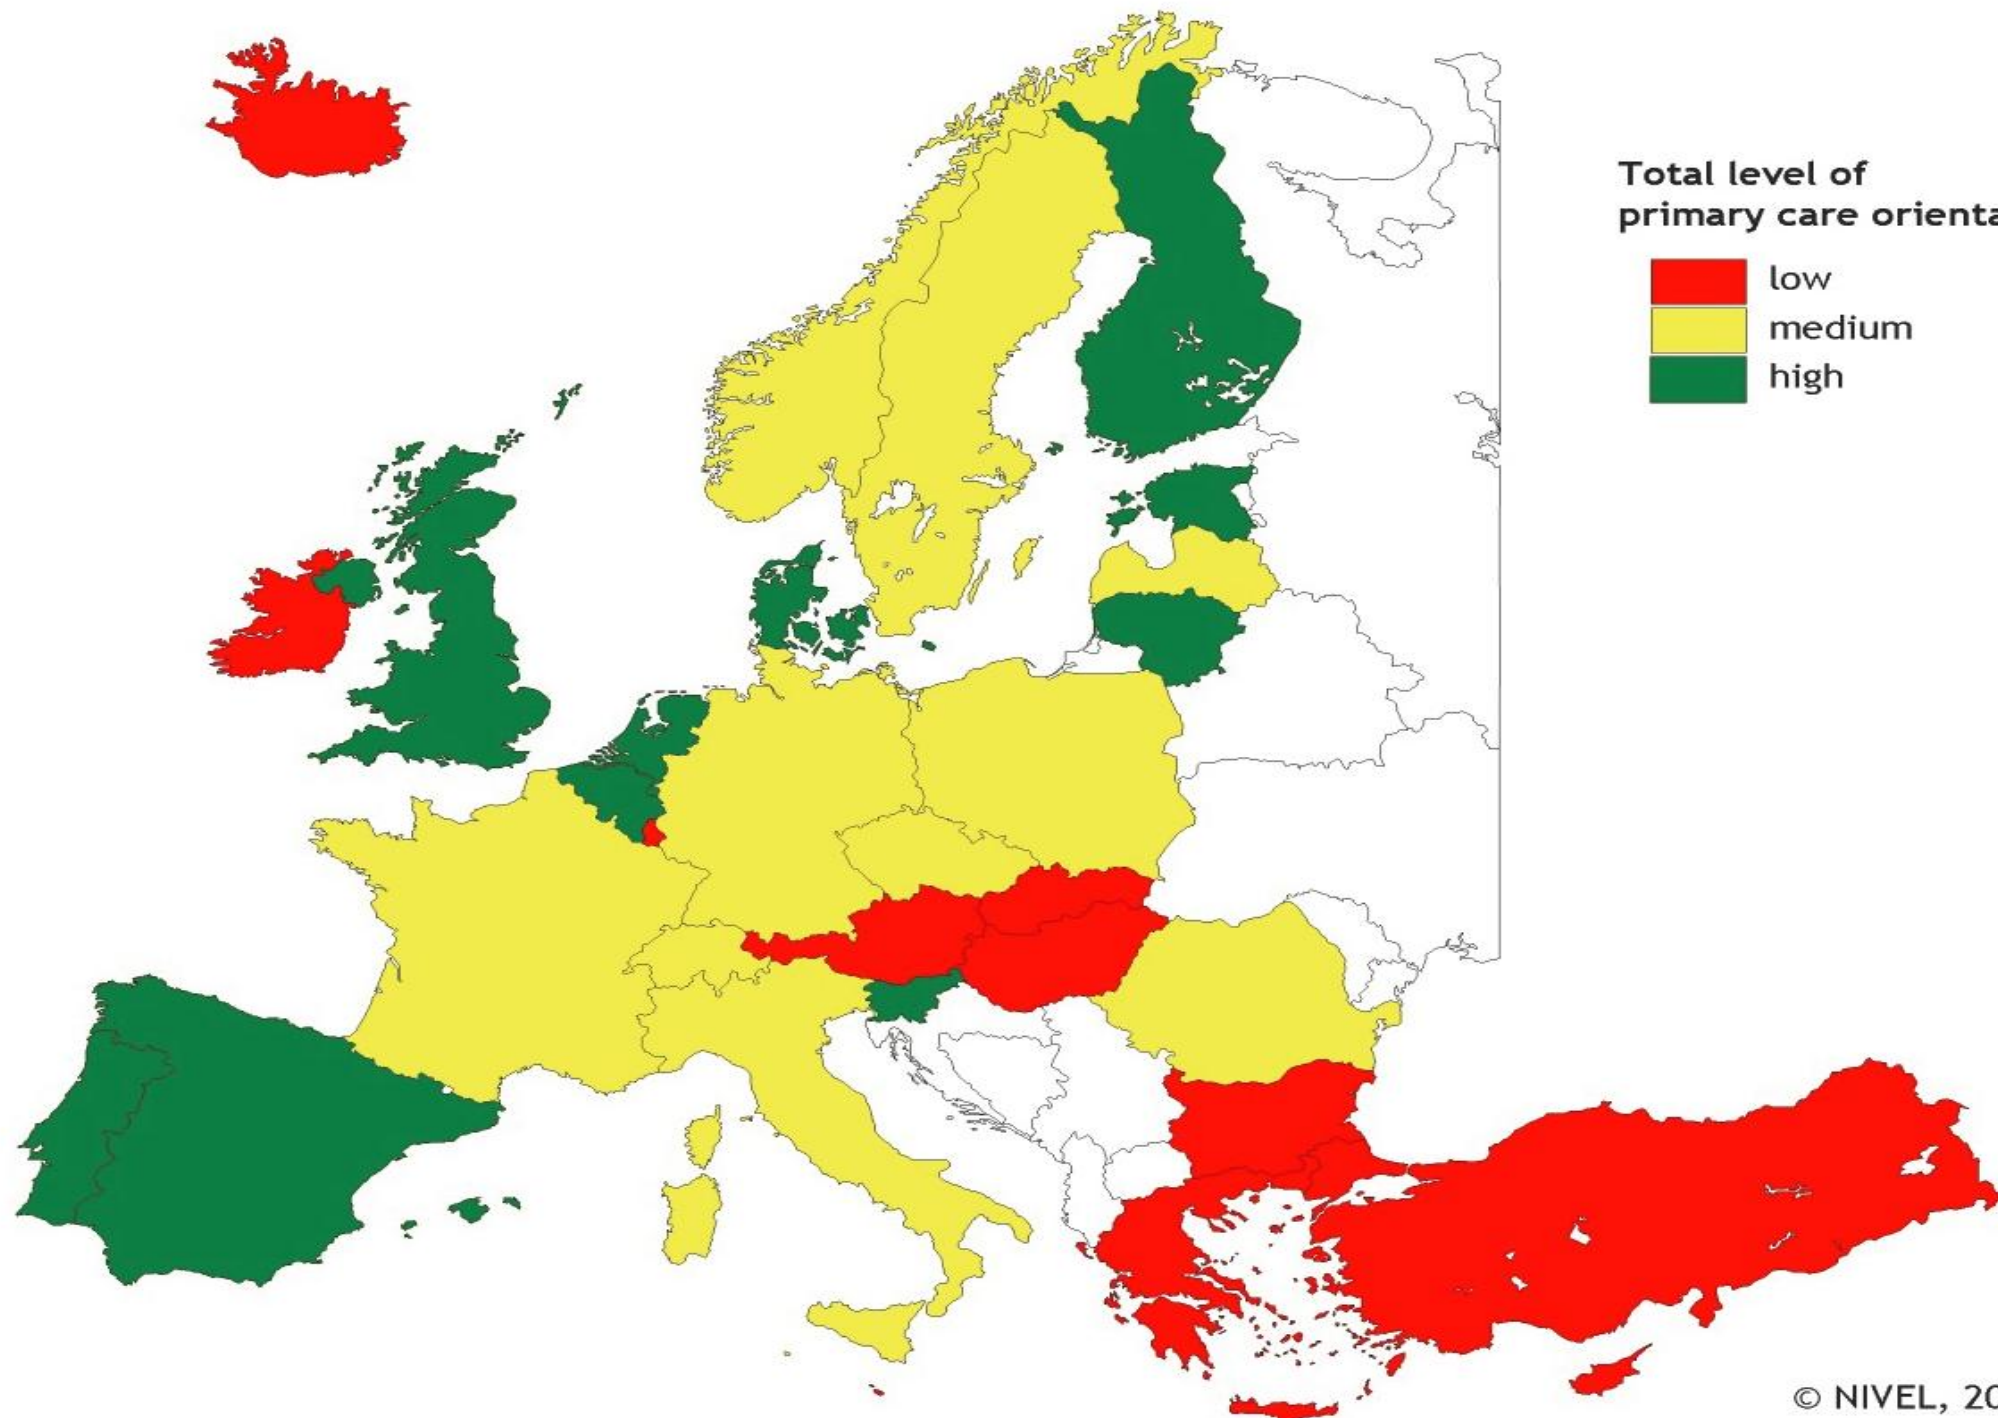 Total level of
primary care orienta
low
medium
high
© NIVEL, 20